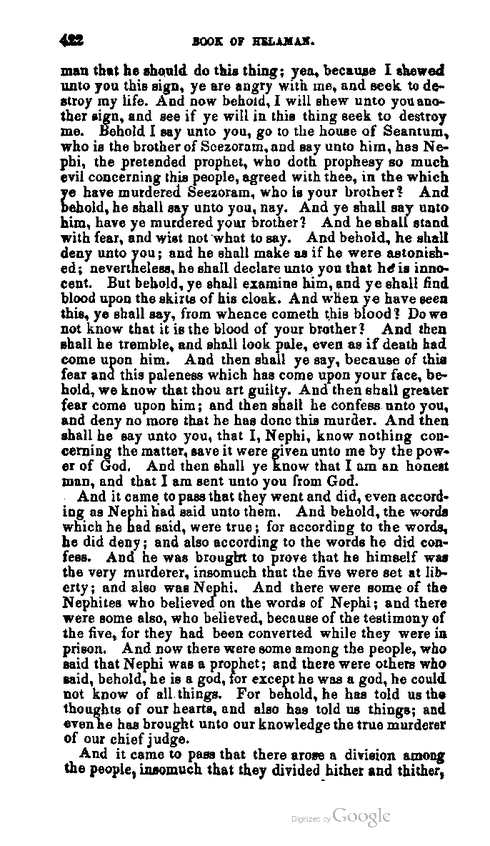 422 BOOK OF HELAMAN.
man that he should do this thing; yea, because I shewed
unto you this sign, ye are angry with me, and seek to de-
stroy my life. And now behold, I will shew unto you ano-
ther sign, and see if ye will in this thing seek to destroy
me. Behold I say unto you, go to the house of Seantum,
who is the brother of Scezoram, and say unto him, has Ne-
phi, the pretended prophet, who doth prophesy so much
evil concerning this people, agreed with thee, in the which
ye have murdered Seezoram, who is your brother? And
behold, he shall say unto you, nay. And ye shall say unto
him, have ye murdered your brother? And he shall stand
with fear, and wist not what to say. And behold, he shall
deny unto you; and he shall make as if he were astonish-
ed; nevertheless, he shall declare unto you that he is inno-
cent. But behold, ye shall examine him, and ye shall find
blood upon the skirts of his cloak. And when ye have seen
this, ye shall say, from whence cometh this blood? Do we
not know that it is the blood of your brother? And then
shall he tremble, and shall look pale, even as if death had
come upon him. And then shall ye say, because of this
fear and this paleness which has come upon your face, be-
hold, we know that thou art guilty. And then shall greater
fear come upon him; and then shall he confess unto you,
and deny no more that he has done this murder. And then
shall he say unto you, that I, Nephi, know nothing con-
cerning the matter, save it were given unto me by the pow-
er of God. And then shall ye know that I am an honest
man, and that I am sent unto you from God.
And it came to pass that they went and did, even accord-
ing as Nephi had said unto them. And behold, the words
which he had said, were true; for according to the words,
he did deny; and also according to the words he did con-
fess. And he was brought to prove that he himself was
the very murderer, insomuch that the five were set at lib-
erty; and also was Nephi. And there were some of the
Nephites who believed on the words of Nephi; and there
were some also, who believed, because of the testimony of
the five, for they had been converted while they were in
prison. And now there were some among the people, who
said that Nephi was a prophet; and there were others who
said, behold, he is a god, for except he was a god, he could
not know of all things. For behold, he has told us the
thoughts of our hearts, and also has told us things; and
even he has brought unto our knowledge the true murderer
of our chief judge.
And it came to pass that there arose a division among
the people, insomuch that they divided hither and thither,
Digitized by Google